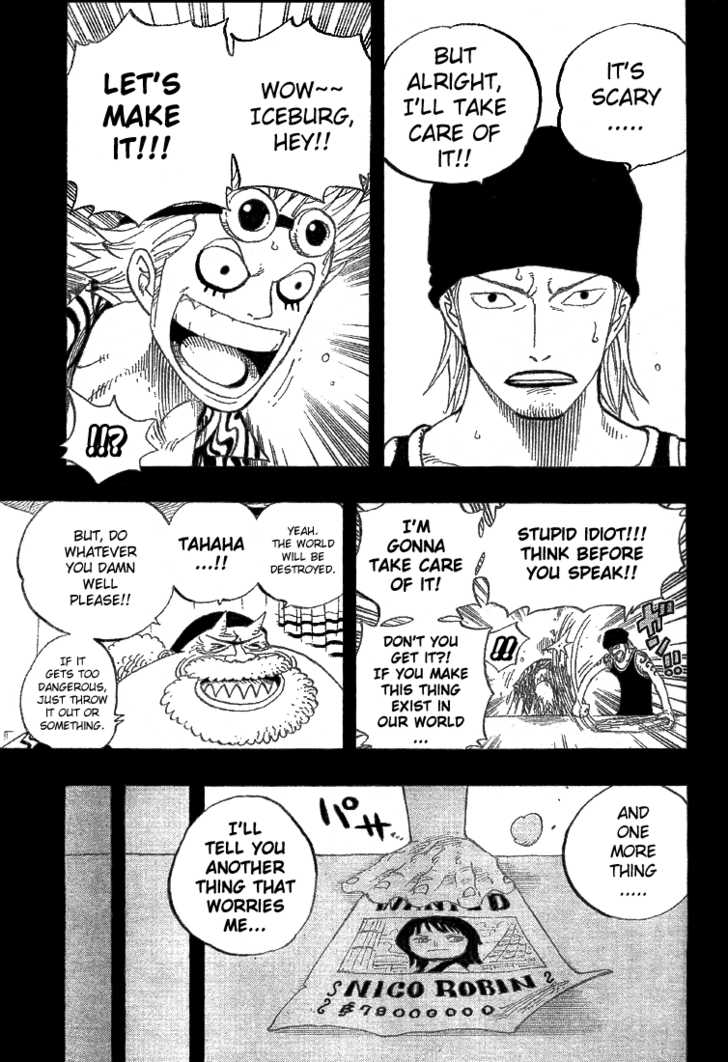 IT'S
SCARY
.....
BUT
ALRIGHT,
I'LL TAKE
CARE OF
IT!!
WOW~~
ICEBURG,
HEY!!
LET'S
MAKE
IT!!!
!!?
STUPID IDIOT!!!
THINK BEFORE
YOU SPEAK!!
I'M
GONNA
TAKE CARE
OF IT!
!!
DON'T YOU
GET IT?!
IF YOU MAKE
THIS THING
EXIST IN
OUR WORLD
...
YEAH.
THE WORLD
WILL BE
DESTROYED.
TAHAHA
...!!
BUT, DO
WHATEVER
YOU DAMN
WELL
PLEASE!!
IF IT
GETS TOO
DANGEROUS,
JUST THROW
IT OUT OR
SOMETHING.
AND
ONE
MORE
THING
.....
パサ...
I'LL
TELL YOU
ANOTHER
THING THAT
WORRIES
ME...
WANTED
NICO ROBIN
79000000